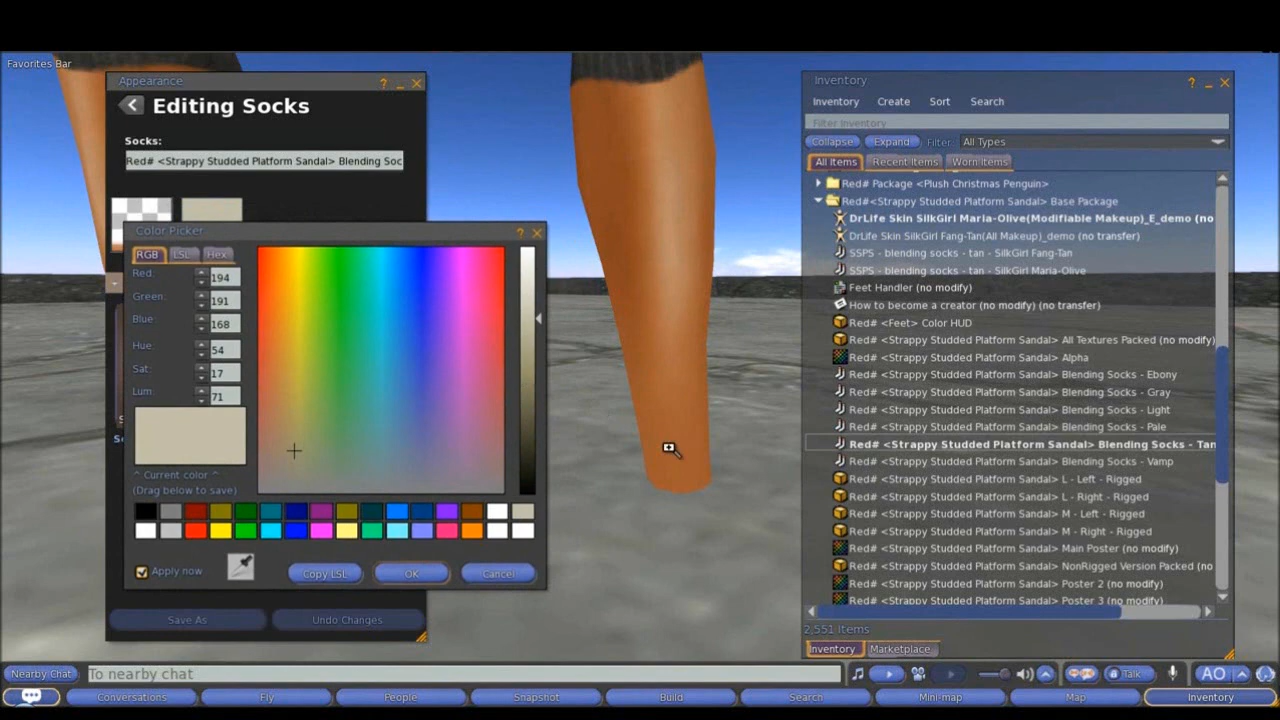 Favorites Bar
Appearance
? _
Editing Socks
Socks:
Red# <Strappy Studded Platform Sandal> Blending Soc
Color Picker
?
RGB LSL Hex
Red: 194
Green: 191
Blue: 168
Hue: 54
Sat: 17
Lum: 71
^ Current color ^
(Drag below to save)
Apply now
Copy LSL OK Cancel
Save As Undo Changes
Inventory
? _
Inventory Create Sort Search
Filter Inventory
Collapse Expand Filter: All Types
All Items Recent Items Worn Items
Red# Package <Plush Christmas Penguin>
Red#<Strappy Studded Platform Sandal> Base Package
DrLife Skin SilkGirl Maria-Olive(Modifiable Makeup)_E_demo (no
DrLife Skin SilkGirl Fang-Tan(All Makeup)_demo (no transfer)
SSPS - blending socks - tan - SilkGirl Fang-Tan
SSPS - blending socks - tan - SilkGirl Maria-Olive
Feet Handler (no modify)
How to become a creator (no modify) (no transfer)
Red# <Feet> Color HUD
Red# <Strappy Studded Platform Sandal> All Textures Packed (no modify)
Red# <Strappy Studded Platform Sandal> Alpha
Red# <Strappy Studded Platform Sandal> Blending Socks - Ebony
Red# <Strappy Studded Platform Sandal> Blending Socks - Gray
Red# <Strappy Studded Platform Sandal> Blending Socks - Light
Red# <Strappy Studded Platform Sandal> Blending Socks - Pale
Red# <Strappy Studded Platform Sandal> Blending Socks - Tan
Red# <Strappy Studded Platform Sandal> Blending Socks - Vamp
Red# <Strappy Studded Platform Sandal> L - Left - Rigged
Red# <Strappy Studded Platform Sandal> L - Right - Rigged
Red# <Strappy Studded Platform Sandal> M - Left - Rigged
Red# <Strappy Studded Platform Sandal> M - Right - Rigged
Red# <Strappy Studded Platform Sandal> Main Poster (no modify)
Red# <Strappy Studded Platform Sandal> NonRigged Version Packed (no
Red# <Strappy Studded Platform Sandal> Poster 2 (no modify)
Red# <Strappy Studded Platform Sandal> Poster 3 (no modify)
2,551 Items
Inventory Marketplace
Nearby Chat To nearby chat Talk AO
Conversations Fly People Snapshot Build Search Mini-map Map Inventory